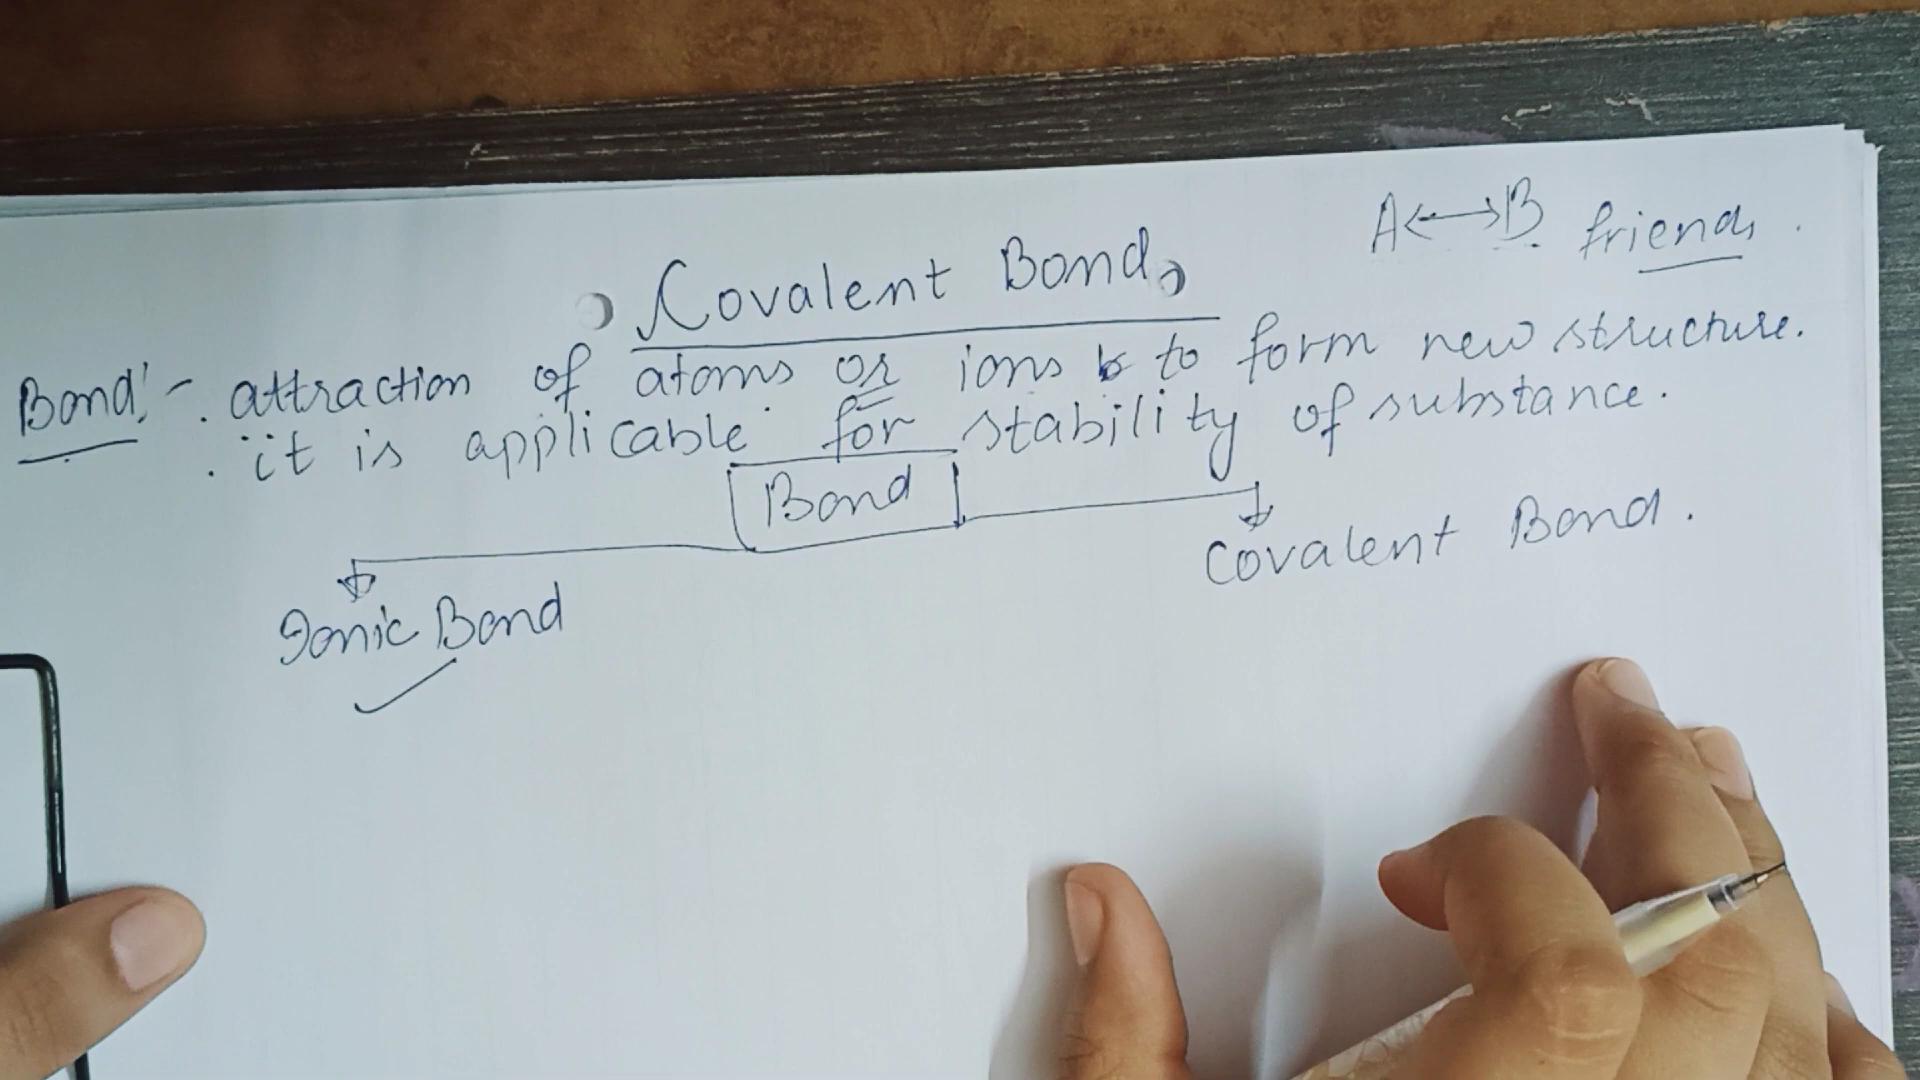 A<->B friends.
Covalent Bond
Bond:- . attraction of atoms or ions to form new structure.
. it is applicable for stability of substance.
Bond
Covalent Bond.
Ionic Bond